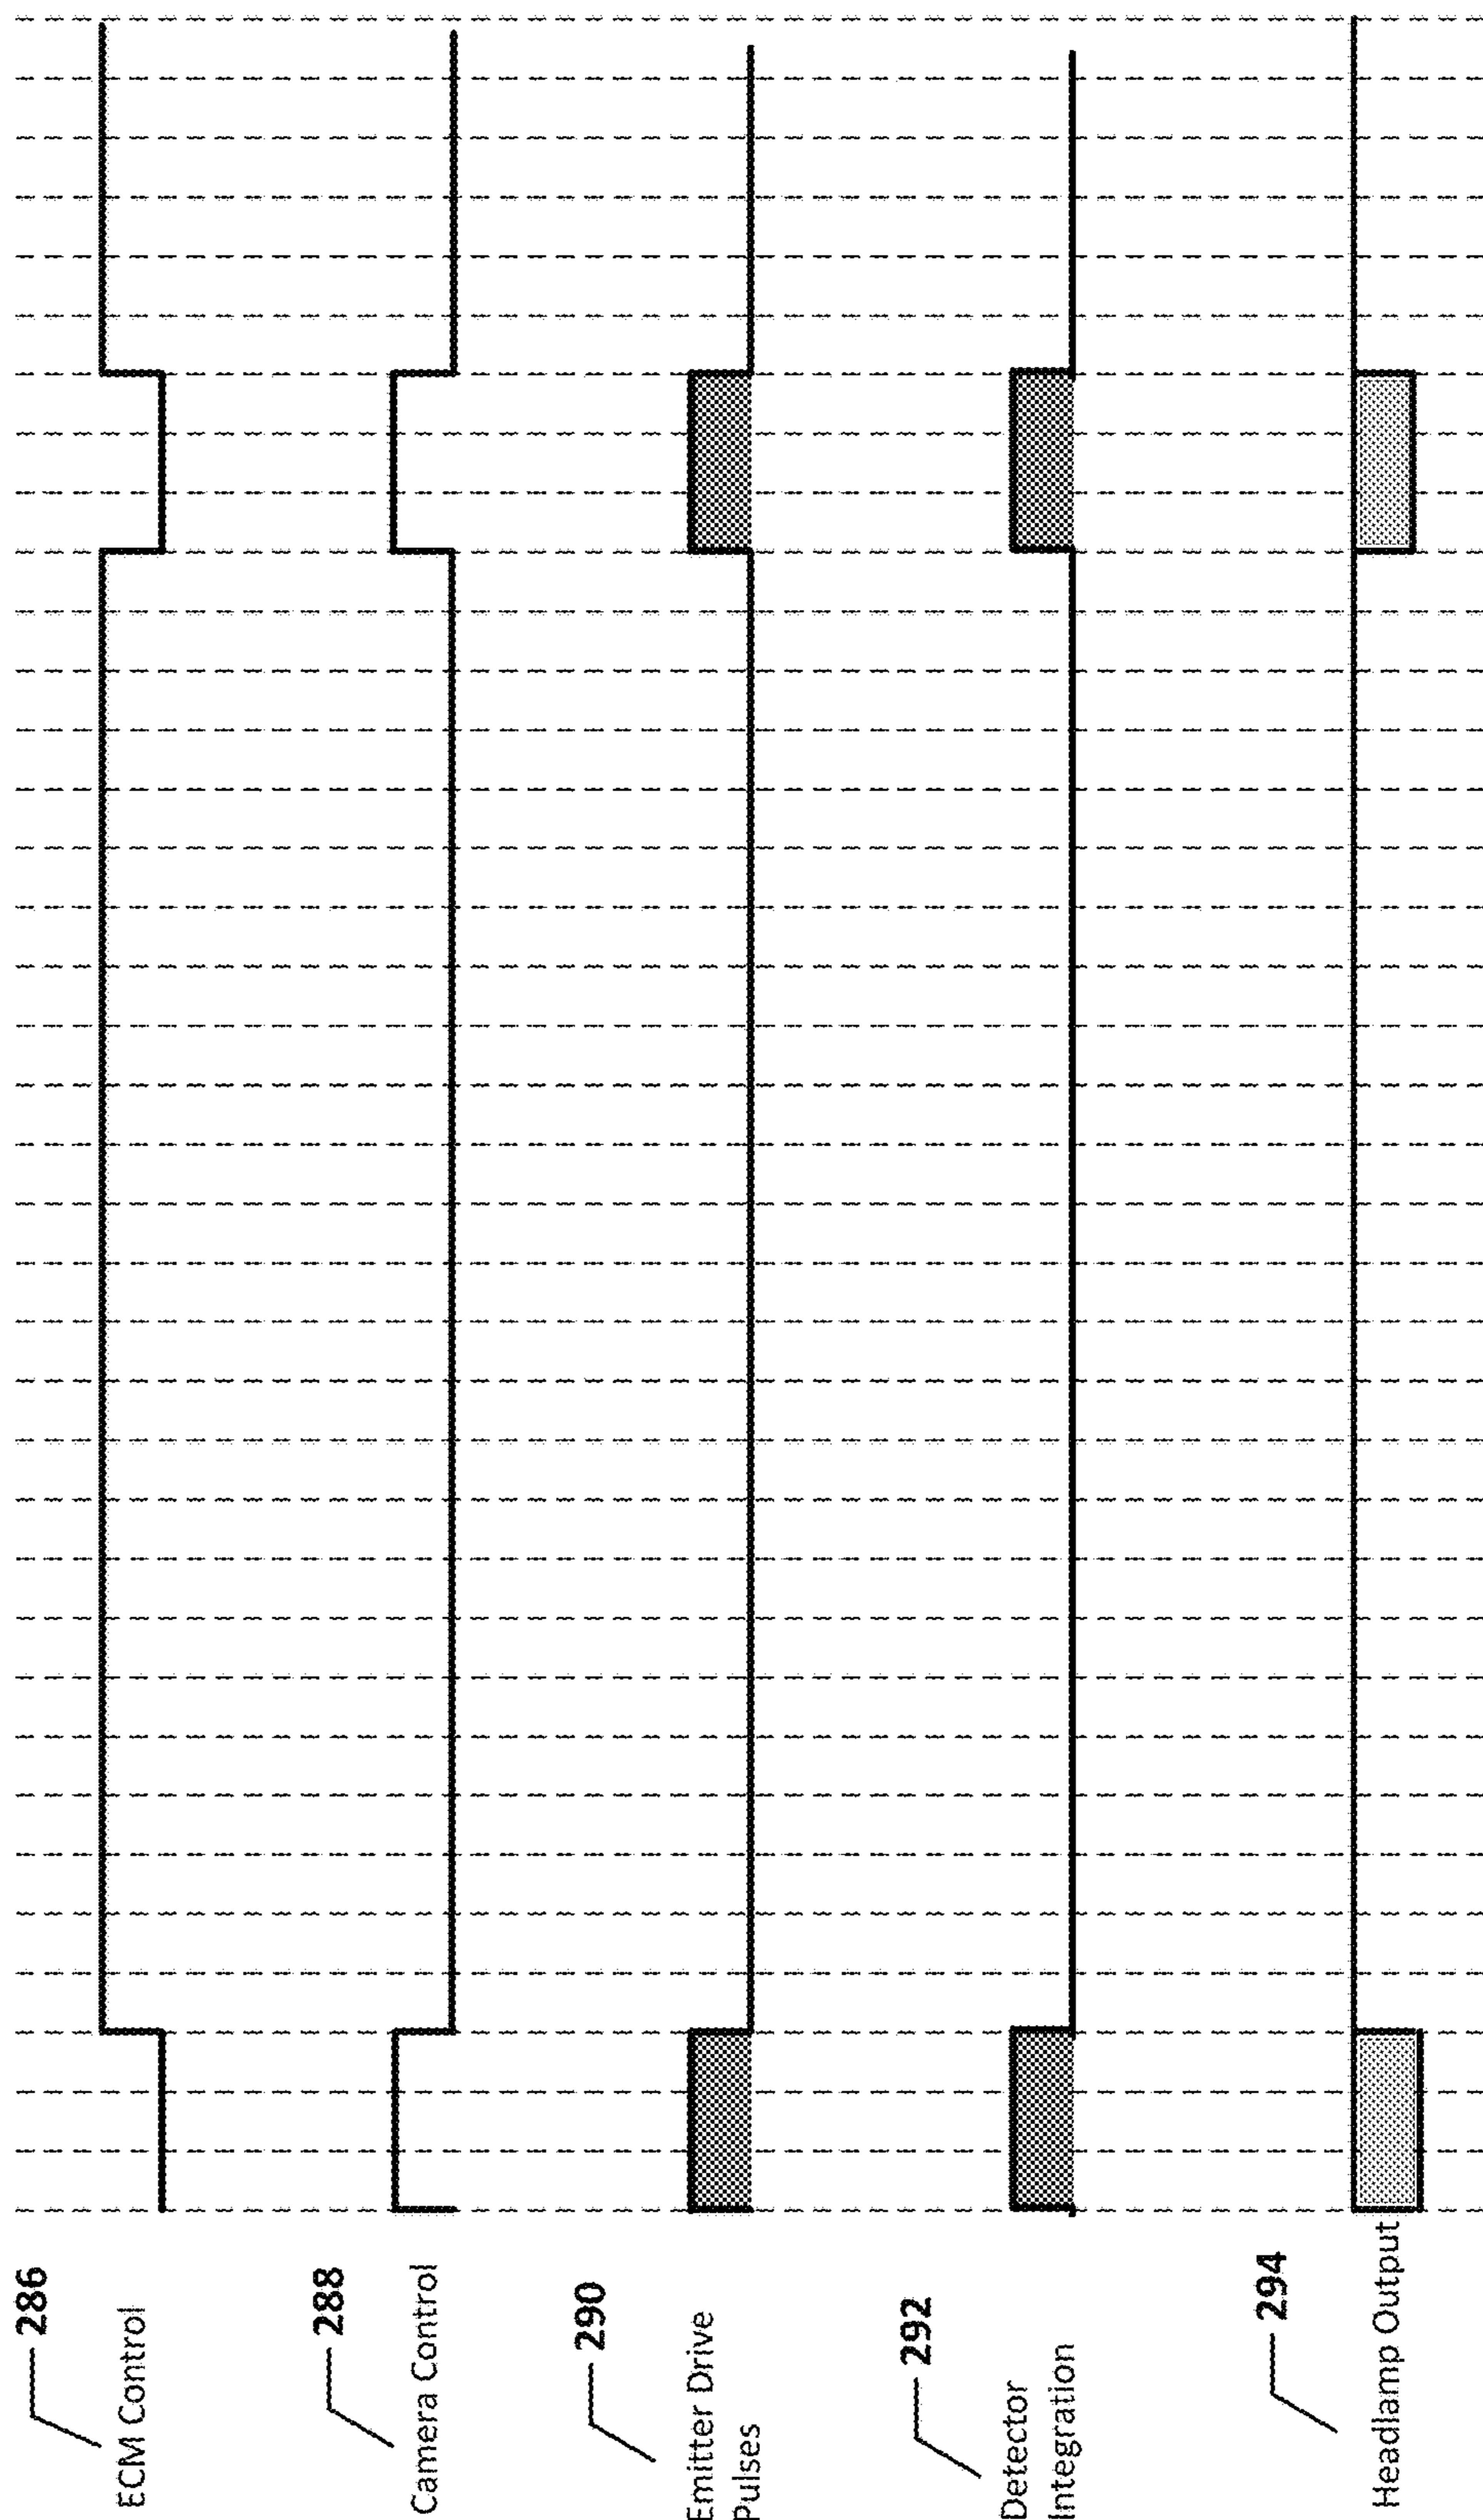 286
ECM Control
288
Camera Control
290
Emitter Drive
Pulses
292
Detector
Integration
294
Headlamp Output